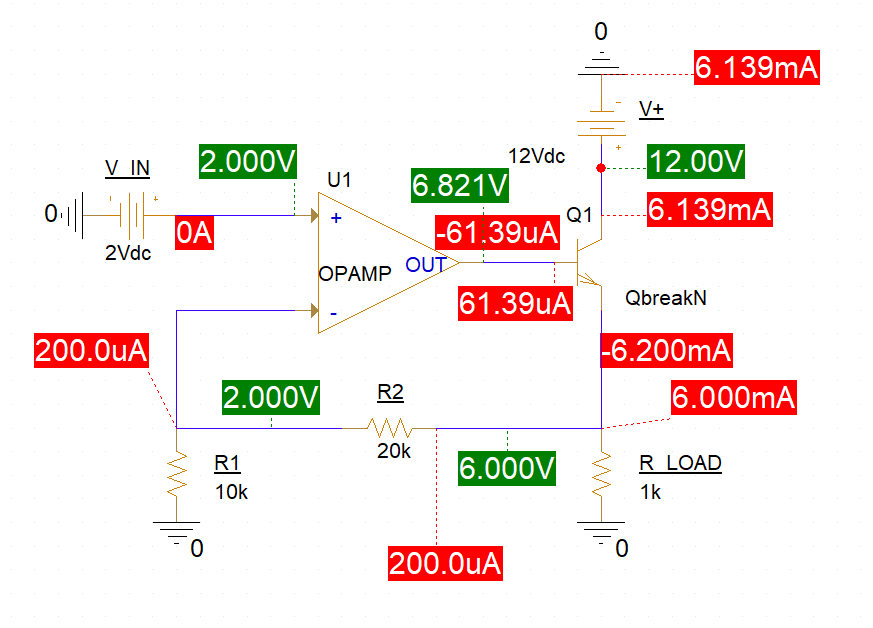 0
6.139mA
V+
12Vdc
12.00V
V_IN
2.000V
U1
6.821V
6.139mA
0
0A
+
-61.39uA
Q1
2Vdc
OPAMP
OUT
61.39uA
QbreakN
-
200.0uA
-6.200mA
2.000V
R2
6.000mA
20k
6.000V
R1
10k
R_LOAD
1k
0
0
200.0uA